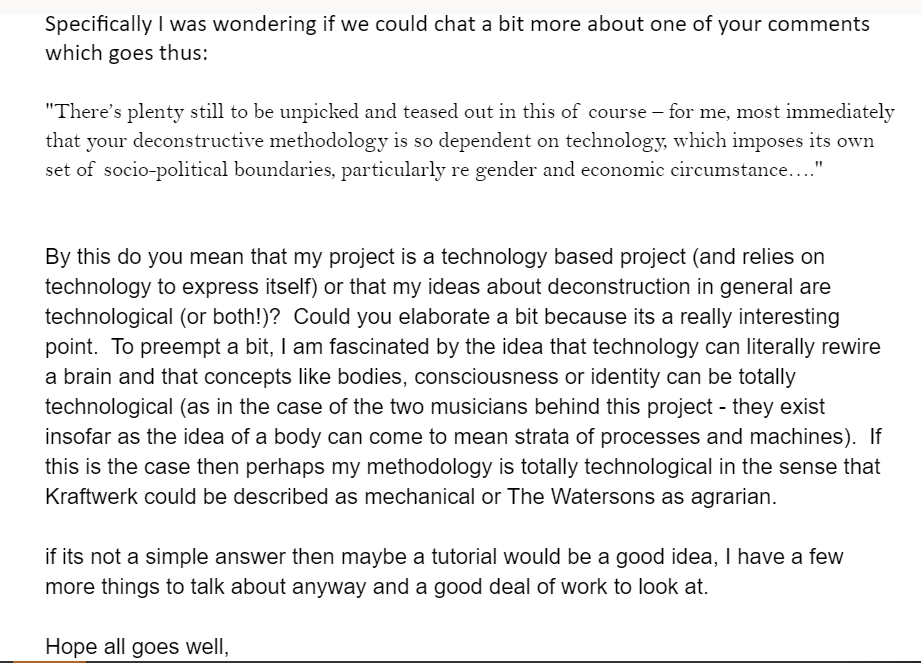 Specifically I was wondering if we could chat a bit more about one of your comments
which goes thus:
"There’s plenty still to be unpicked and teased out in this of course – for me, most immediately
that your deconstructive methodology is so dependent on technology, which imposes its own
set of socio-political boundaries, particularly re gender and economic circumstance…."
By this do you mean that my project is a technology based project (and relies on
technology to express itself) or that my ideas about deconstruction in general are
technological (or both!)?  Could you elaborate a bit because its a really interesting
point.  To preempt a bit, I am fascinated by the idea that technology can literally rewire
a brain and that concepts like bodies, consciousness or identity can be totally
technological (as in the case of the two musicians behind this project - they exist
insofar as the idea of a body can come to mean strata of processes and machines).  If
this is the case then perhaps my methodology is totally technological in the sense that
Kraftwerk could be described as mechanical or The Watersons as agrarian.
if its not a simple answer then maybe a tutorial would be a good idea, I have a few
more things to talk about anyway and a good deal of work to look at.
Hope all goes well,